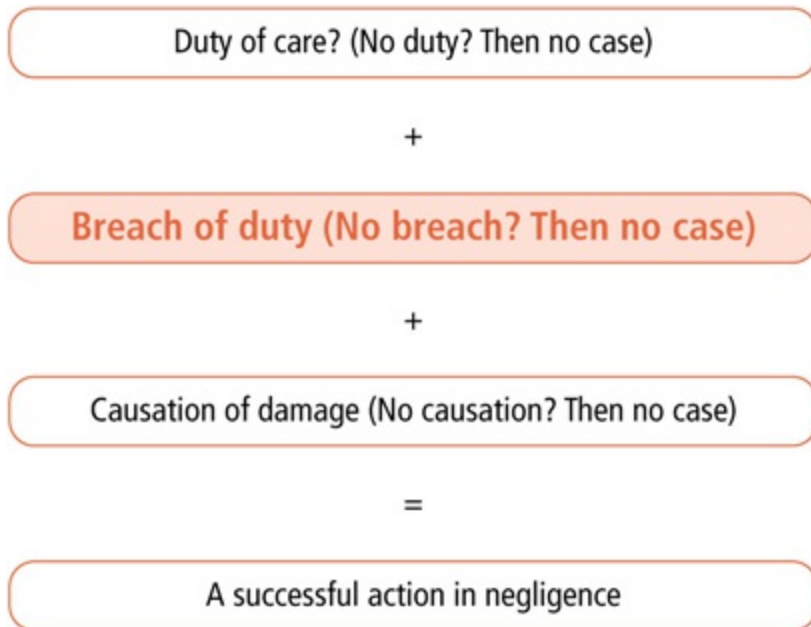 Duty of care? (No duty? Then no case)
+
Breach of duty (No breach? Then no case)
+
Causation of damage (No causation? Then no case)
=
A successful action in negligence